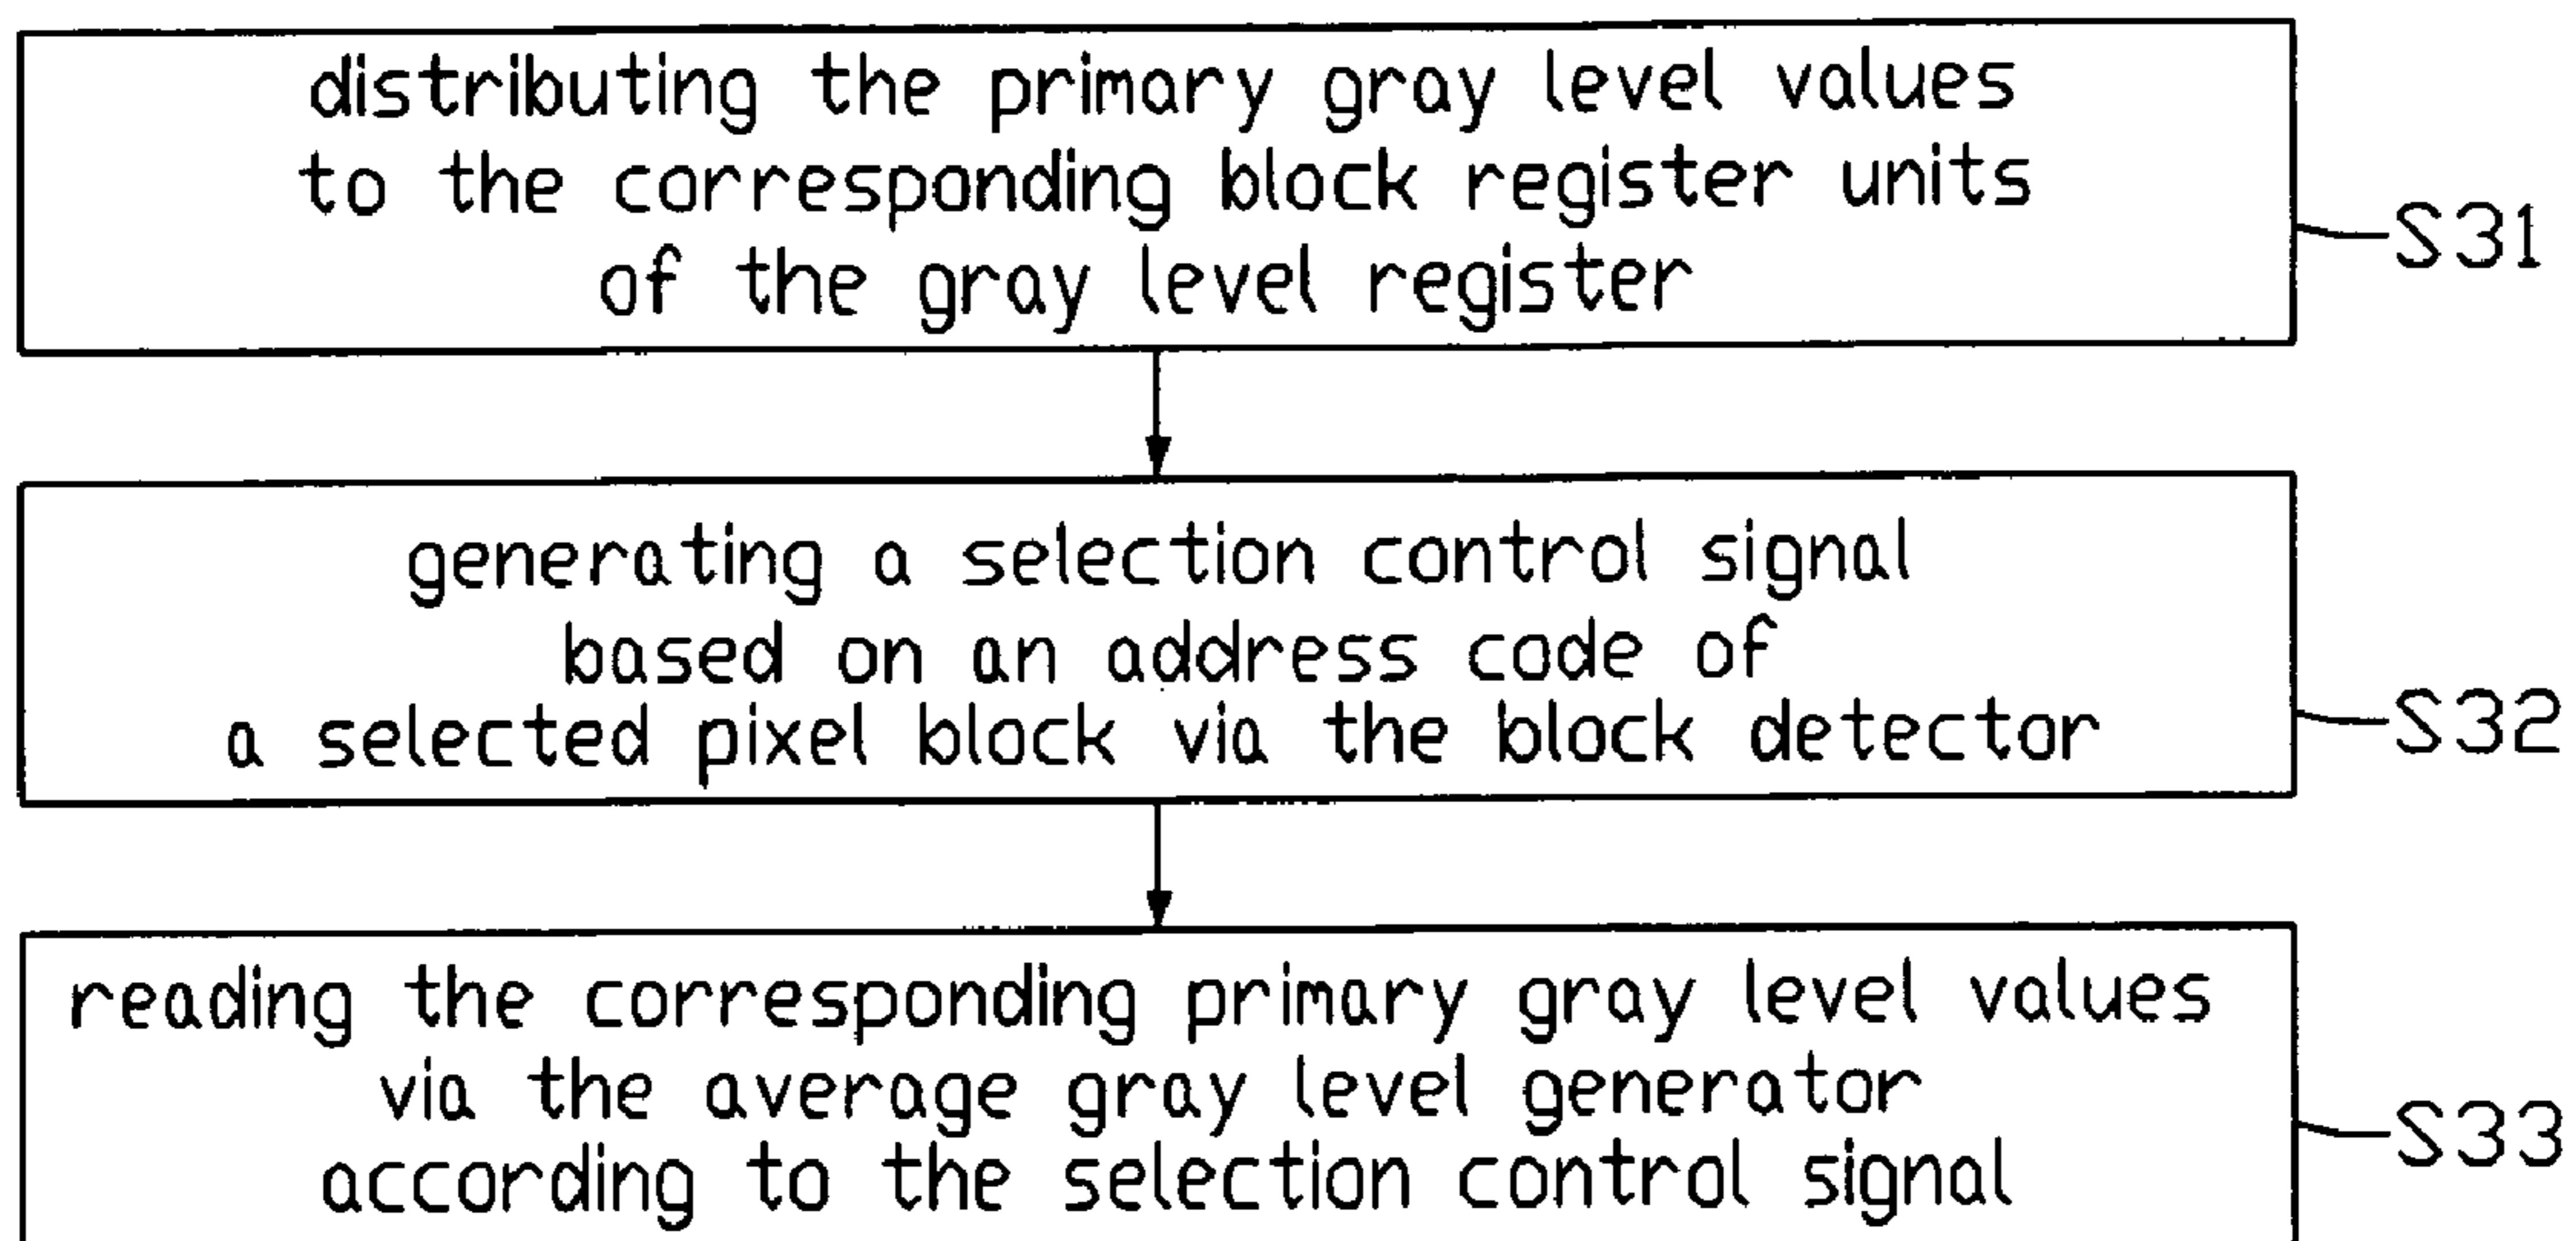 distributing the primary gray level values
to the corresponding block register units
of the gray level register
S31
generating a selection control signal
based on an address code of
a selected pixel block via the block detector
S32
reading the corresponding primary gray level values
via the average gray level generator
according to the selection control signal
S33